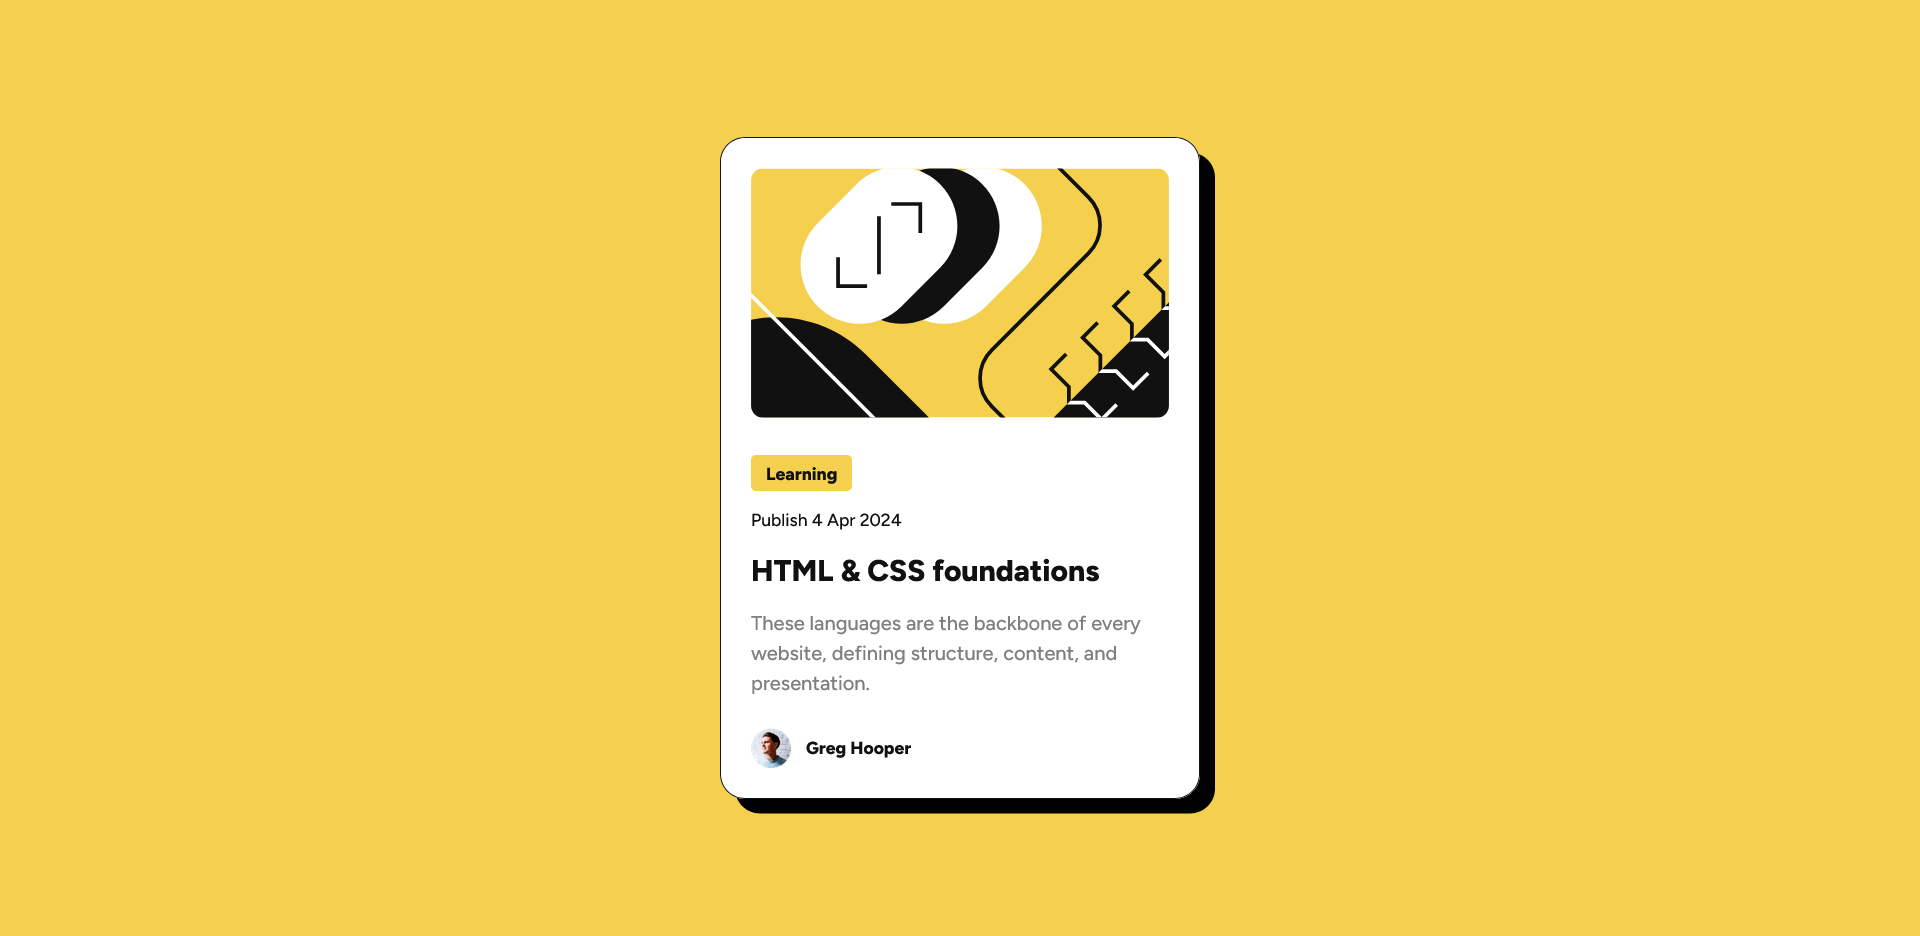 Learning
Publish 4 Apr 2024
HTML & CSS foundations
These languages are the backbone of every
website, defining structure, content, and
presentation.
Greg Hooper